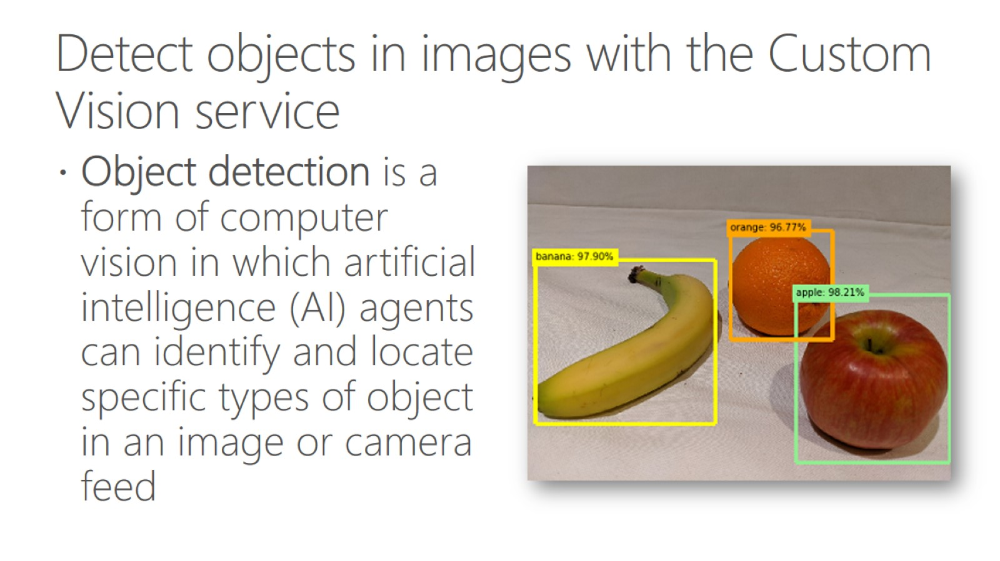 Detect objects in images with the Custom
Vision service
• Object detection is a
form of computer
vision in which artificial
intelligence (AI) agents
can identify and locate
specific types of object
in an image or camera
feed
orange: 96.77%
banana: 97.90%
apple: 98.21%